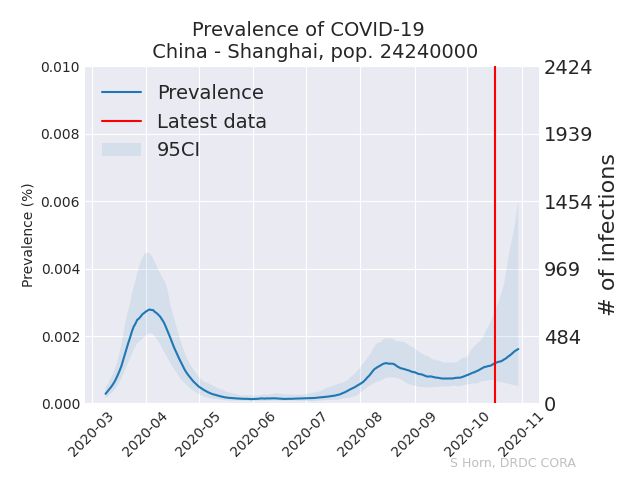 Prevalence of COVID-19
China - Shanghai, pop. 24240000
0.010
0.008
0.006
0.004
0.002
0.000
Prevalence (%)
Prevalence
Latest data
95CI
2424
1939
1454
969
484
0
# of infections
2020-03
2020-04
2020-05
2020-06
2020-07
2020-08
2020-09
2020-10
2020-11
S Horn, DRDC CORA